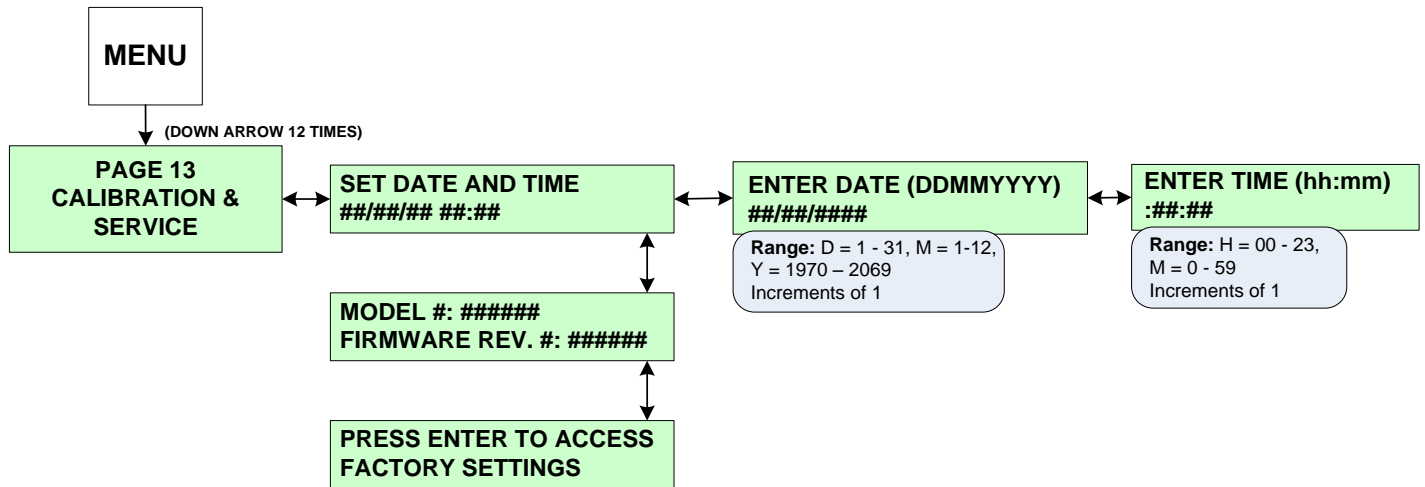 MENU
(DOWN ARROW 12 TIMES)
PAGE 13
CALIBRATION &
SERVICE
SET DATE AND TIME
##/##/## ##:##
ENTER DATE (DDMMYYYY)
##/##/####
Range: D = 1 - 31, M = 1-12,
Y = 1970 – 2069
Increments of 1
ENTER TIME (hh:mm)
:##:##
Range: H = 00 - 23,
M = 0 - 59
Increments of 1
MODEL #: ######
FIRMWARE REV. #: ######
PRESS ENTER TO ACCESS
FACTORY SETTINGS